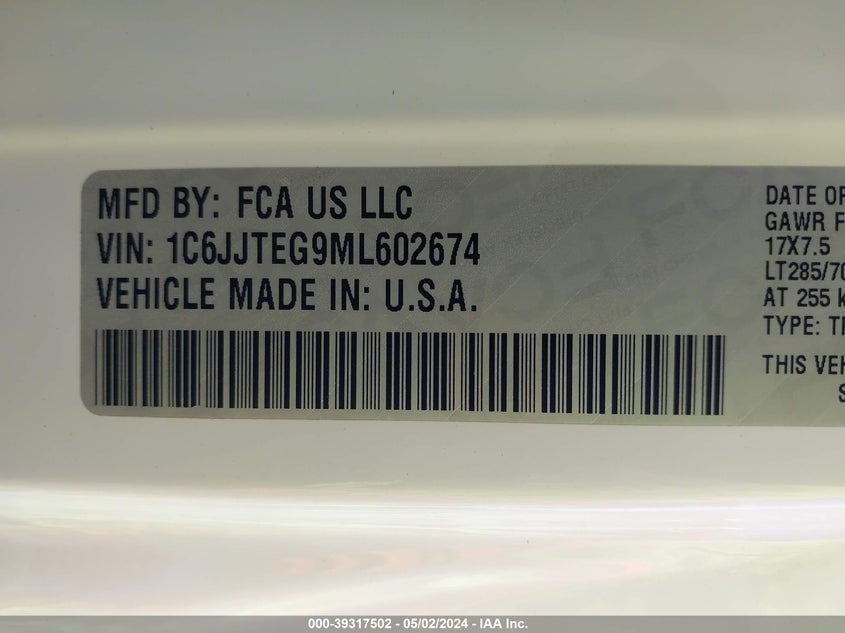 MFD BY: FCA US LLC
VIN: 1C6JJTEG9ML602674
VEHICLE MADE IN: U.S.A.
DATE OF
GAWR F
17X7.5
LT285/70
AT 255 k
TYPE: TR
THIS VEH
S
000-39317502 - 05/02/2024 - IAA Inc.